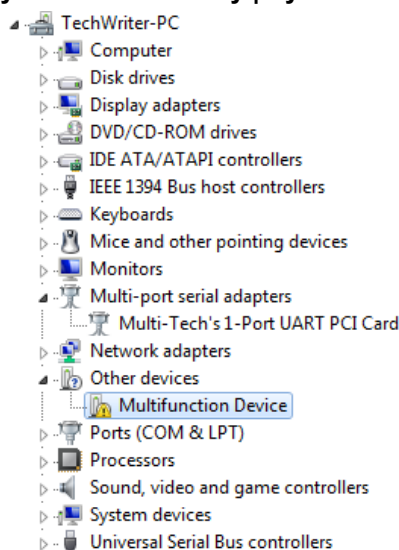 TechWriter-PC
Computer
Disk drives
Display adapters
DVD/CD-ROM drives
IDE ATA/ATAPI controllers
IEEE 1394 Bus host controllers
Keyboards
Mice and other pointing devices
Monitors
Multi-port serial adapters
Multi-Tech's 1-Port UART PCI Card
Network adapters
Other devices
Multifunction Device
Ports (COM & LPT)
Processors
Sound, video and game controllers
System devices
Universal Serial Bus controllers